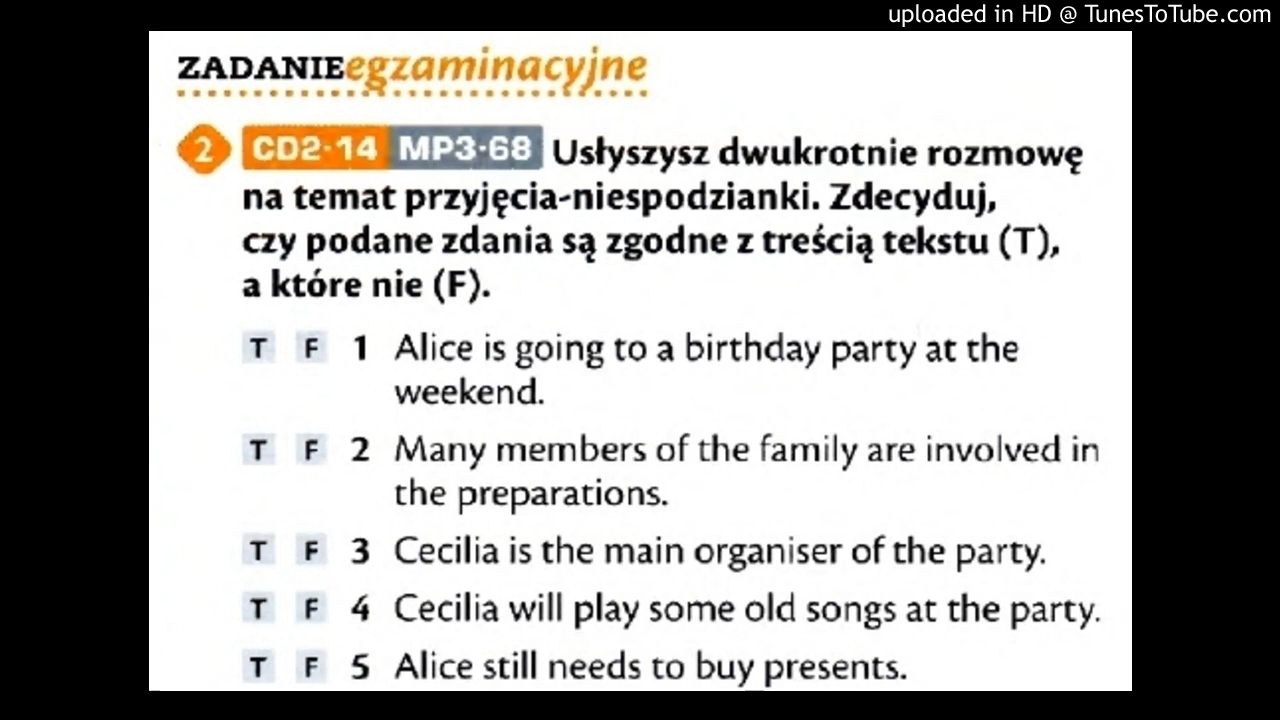 uploaded in HD @ TunesToTube.com
ZADANIEegzaminacyjne
2 CD2·14 MP3·68 Usłyszysz dwukrotnie rozmowę
na temat przyjęcia-niespodzianki. Zdecyduj,
czy podane zdania są zgodne z treścią tekstu (T),
a które nie (F).
T F 1 Alice is going to a birthday party at the
weekend.
T F 2 Many members of the family are involved in
the preparations.
T F 3 Cecilia is the main organiser of the party.
T F 4 Cecilia will play some old songs at the party.
T F 5 Alice still needs to buy presents.